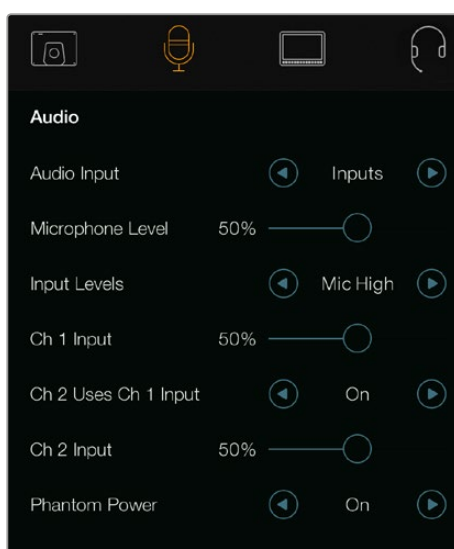 Audio
Audio Input Inputs
Microphone Level 50%
Input Levels Mic High
Ch 1 Input 50%
Ch 2 Uses Ch 1 Input On
Ch 2 Input 50%
Phantom Power On